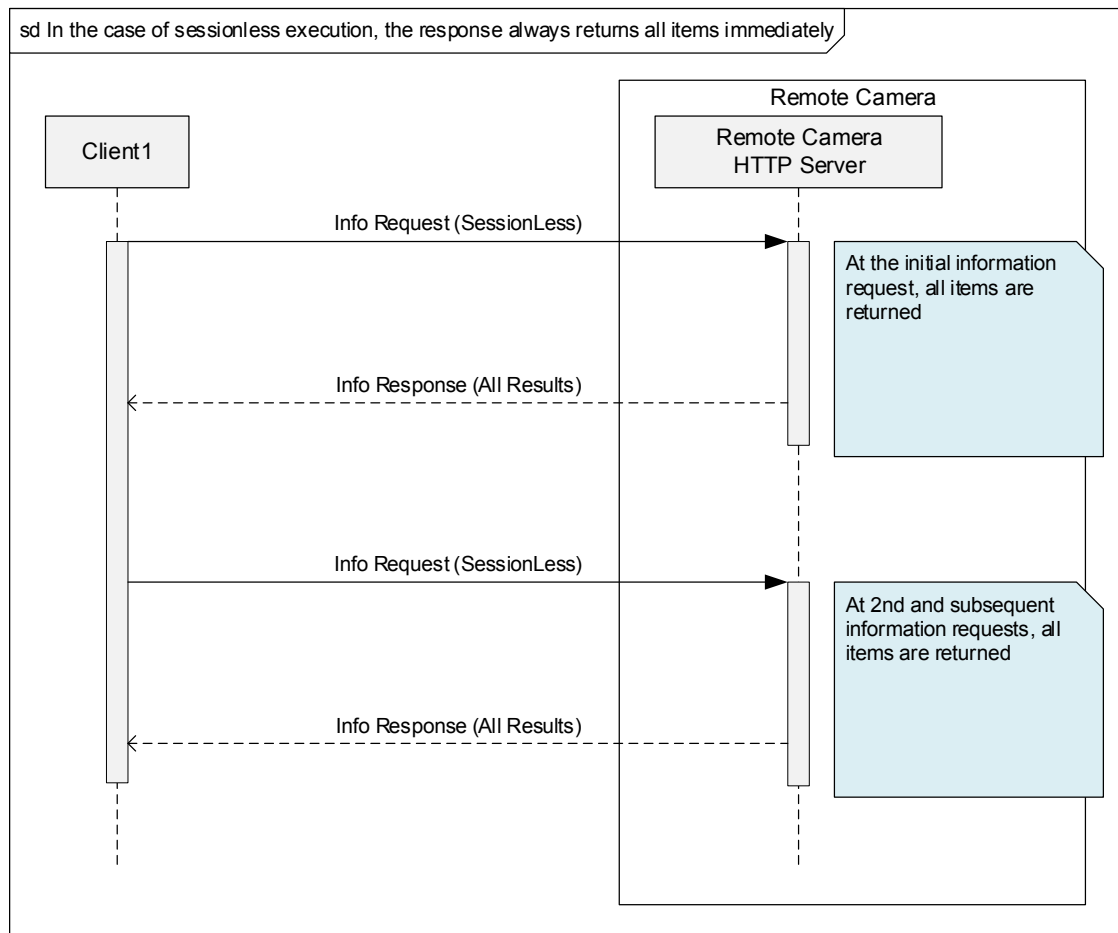 sd In the case of sessionless execution, the response always returns all items immediately
Remote Camera
Client1
Remote Camera
HTTP Server
Info Request (SessionLess)
At the initial information
request, all items are
returned
Info Response (All Results)
Info Request (SessionLess)
At 2nd and subsequent
information requests, all
items are returned
Info Response (All Results)